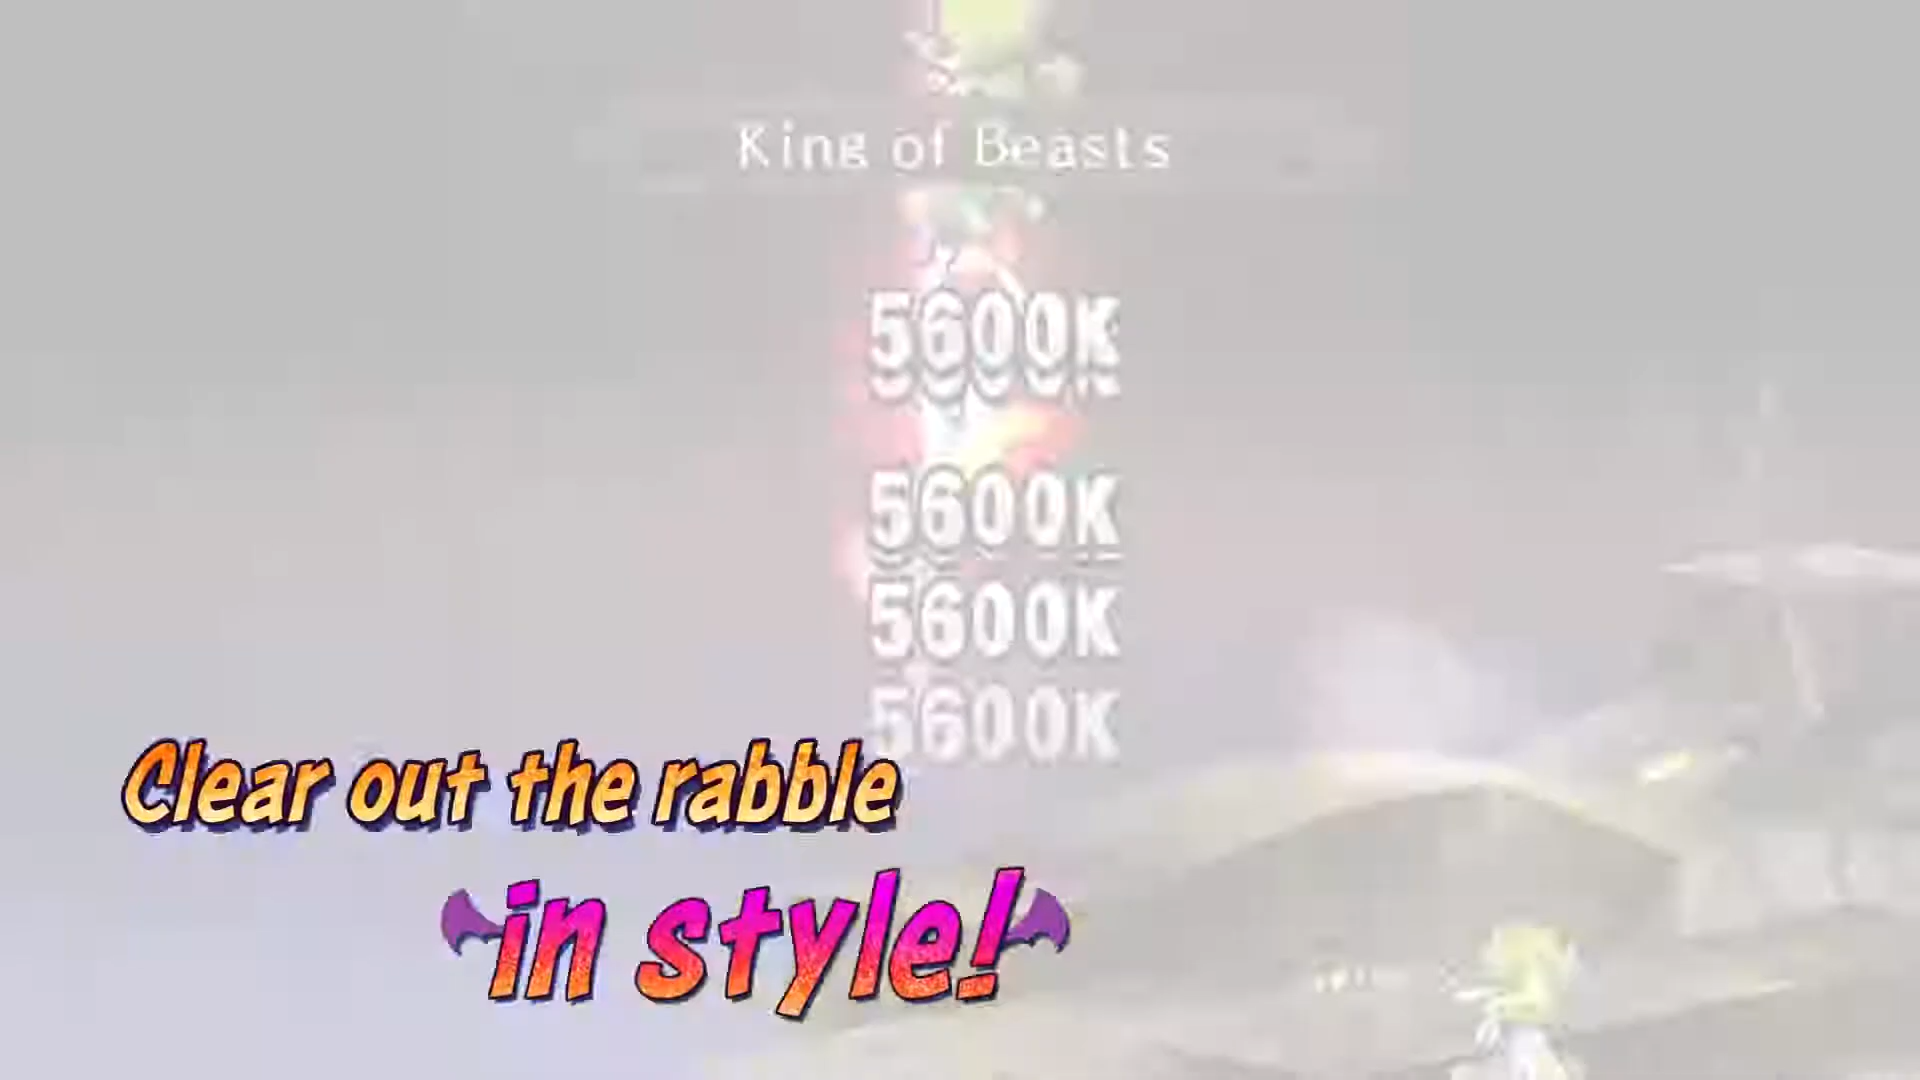 King of Beasts
5600K
5600K
5600K
5600K
Clear out the rabble
in style!